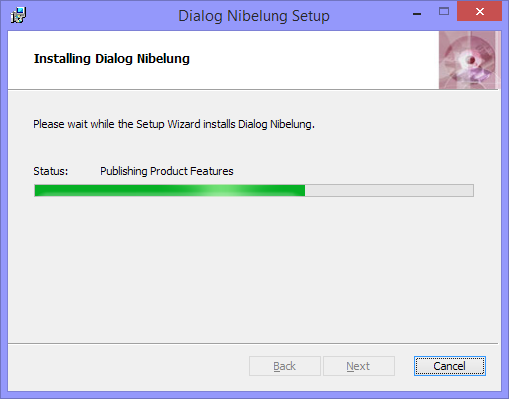 Dialog Nibelung Setup
Installing Dialog Nibelung
Please wait while the Setup Wizard installs Dialog Nibelung.
Status: Publishing Product Features
Back Next Cancel